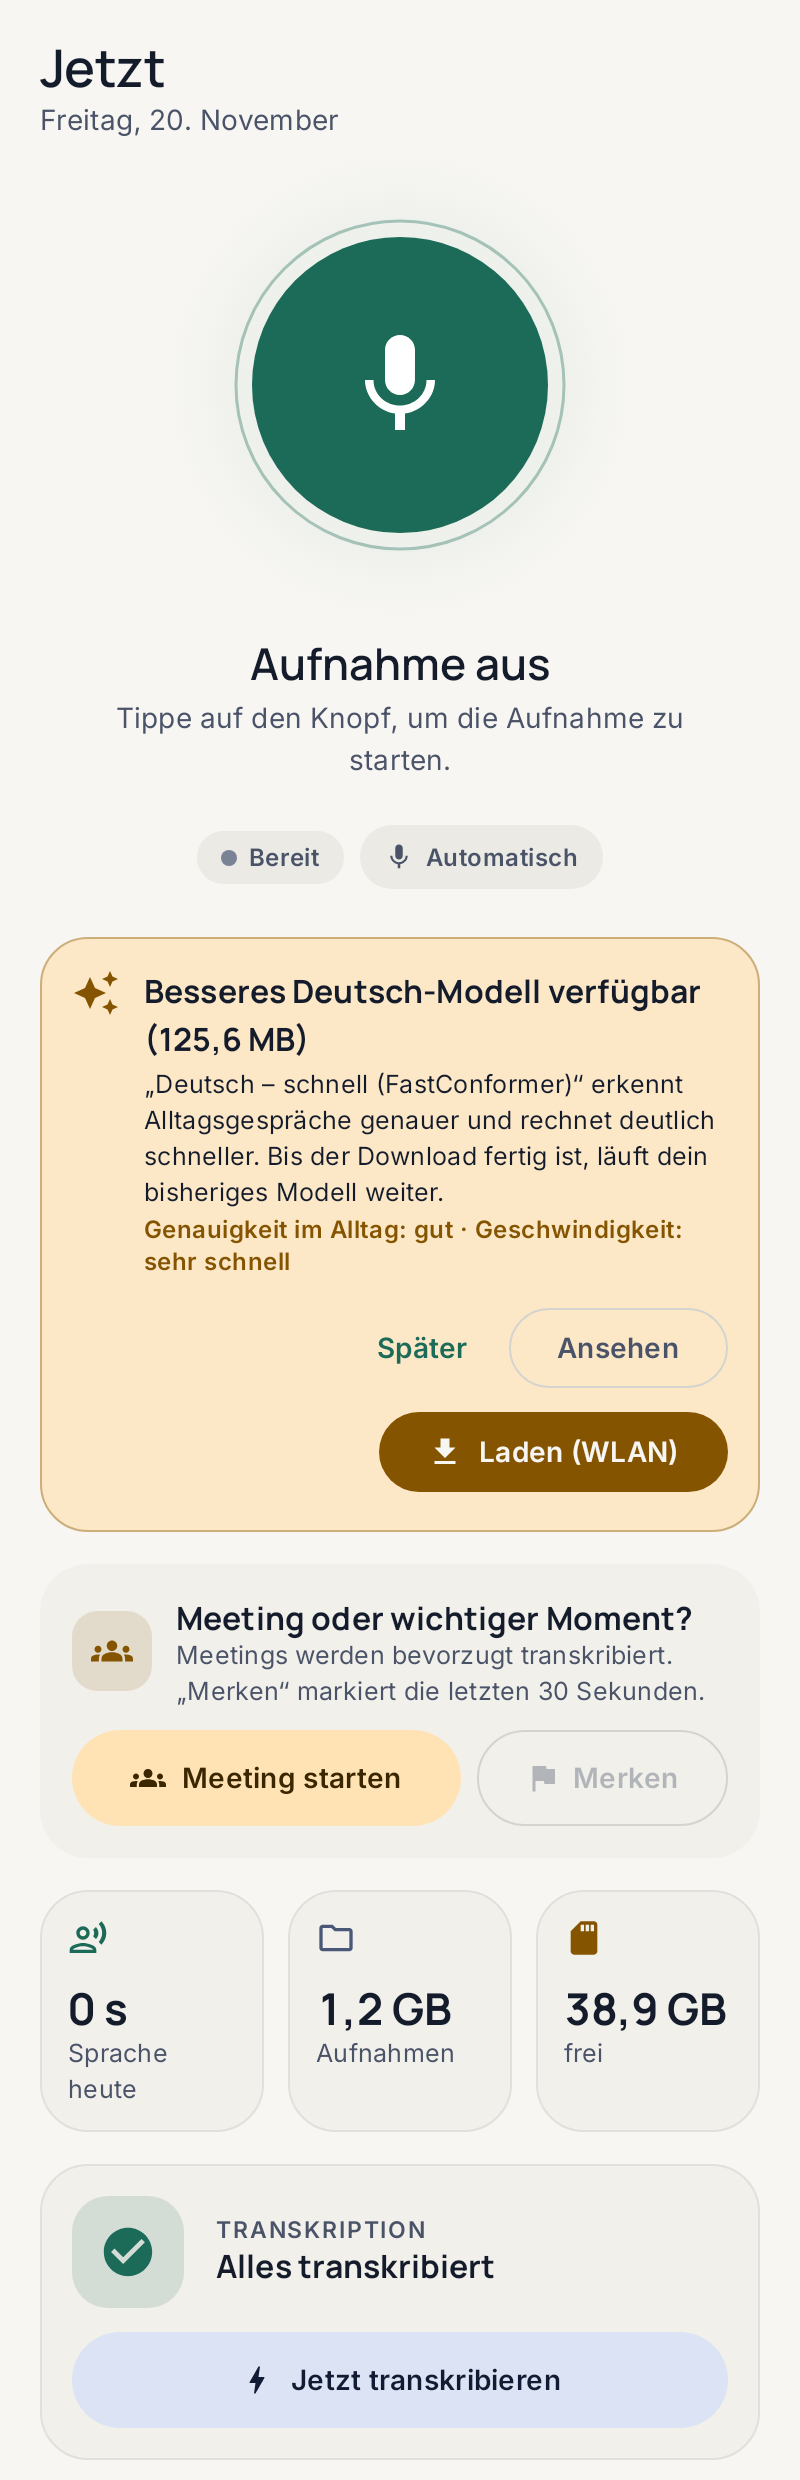 Jetzt
Freitag, 20. November
Aufnahme aus
Tippe auf den Knopf, um die Aufnahme zu
starten.
Bereit
Automatisch
Besseres Deutsch-Modell verfügbar
(125,6 MB)
„Deutsch – schnell (FastConformer)“ erkennt
Alltagsgespräche genauer und rechnet deutlich
schneller. Bis der Download fertig ist, läuft dein
bisheriges Modell weiter.
Genauigkeit im Alltag: gut · Geschwindigkeit:
sehr schnell
Später
Ansehen
Laden (WLAN)
Meeting oder wichtiger Moment?
Meetings werden bevorzugt transkribiert.
„Merken“ markiert die letzten 30 Sekunden.
Meeting starten
Merken
0 s
Sprache
heute
1,2 GB
Aufnahmen
38,9 GB
frei
TRANSKRIPTION
Alles transkribiert
Jetzt transkribieren